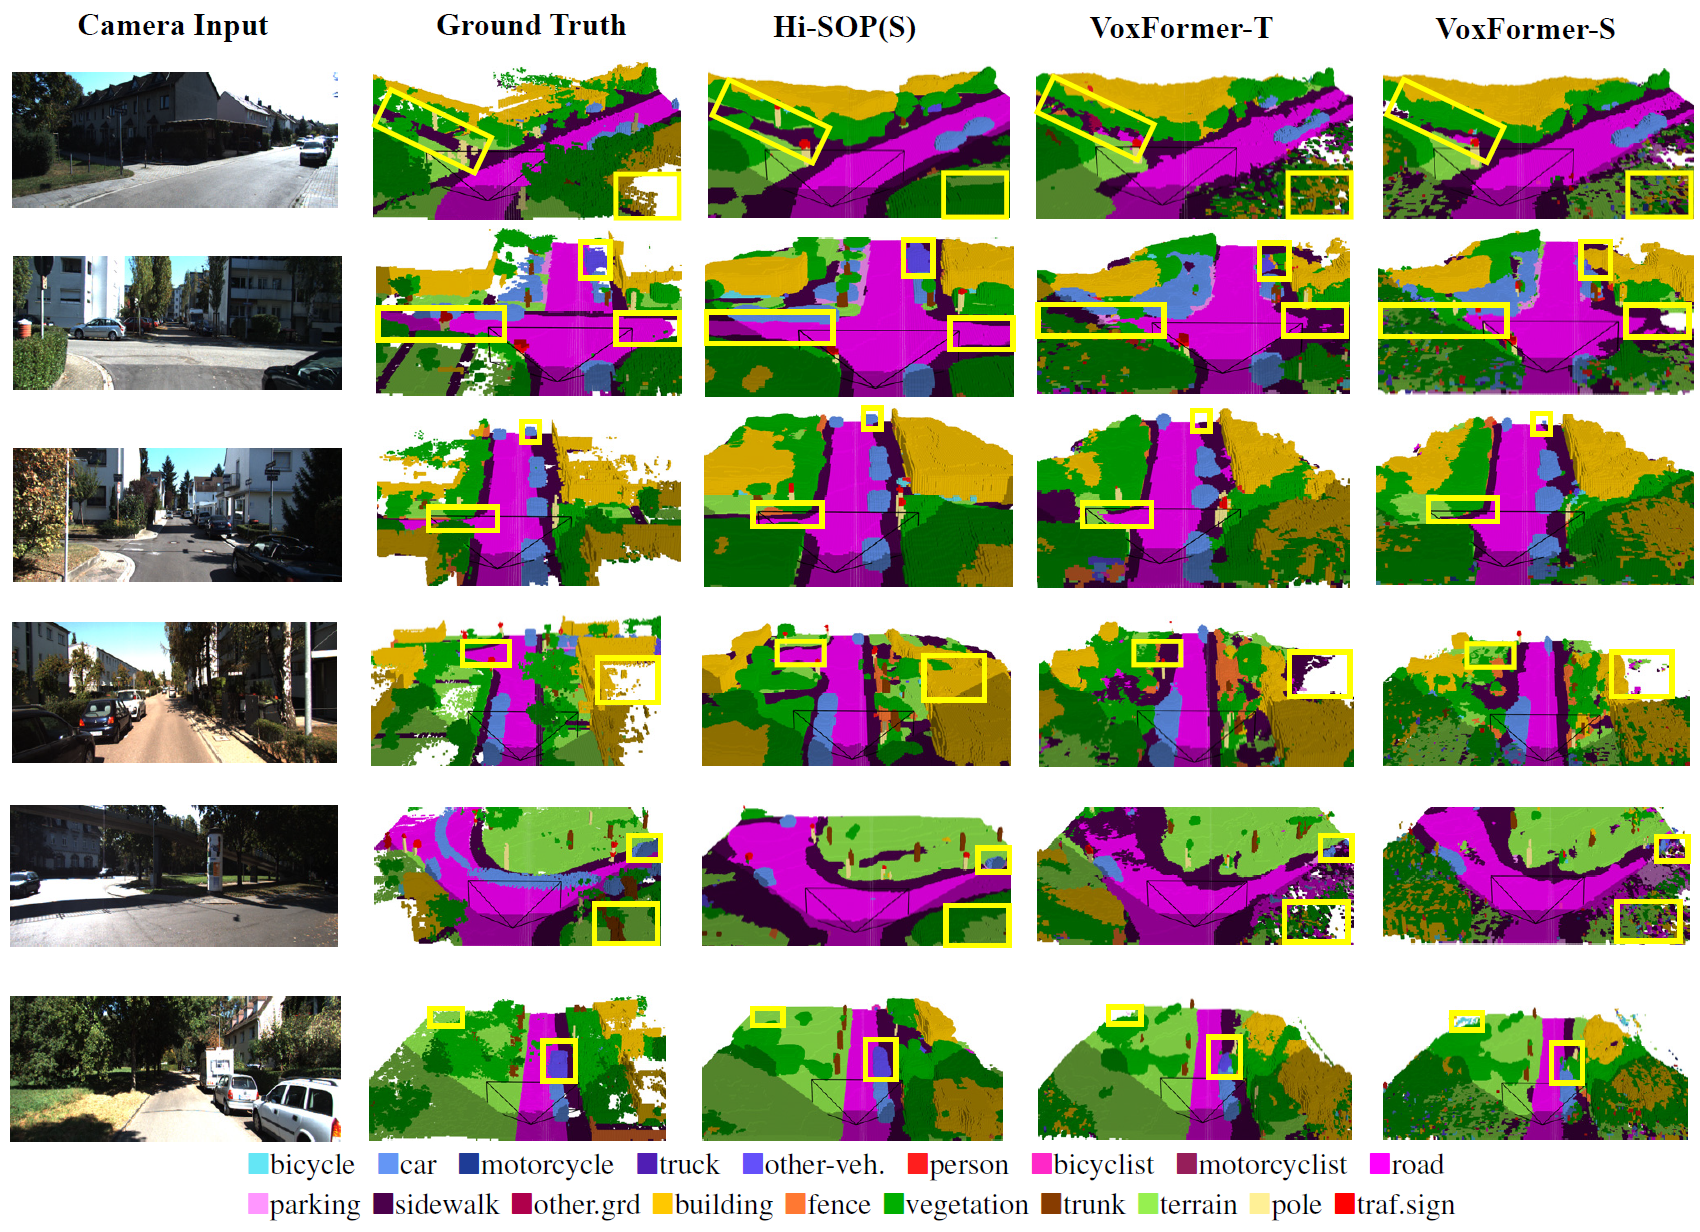 Camera Input Ground Truth Hi-SOP(S) VoxFormer-T VoxFormer-S
bicycle car motorcycle truck other-veh. person bicyclist motorcyclist road
parking sidewalk other.grd building fence vegetation trunk terrain pole traf.sign